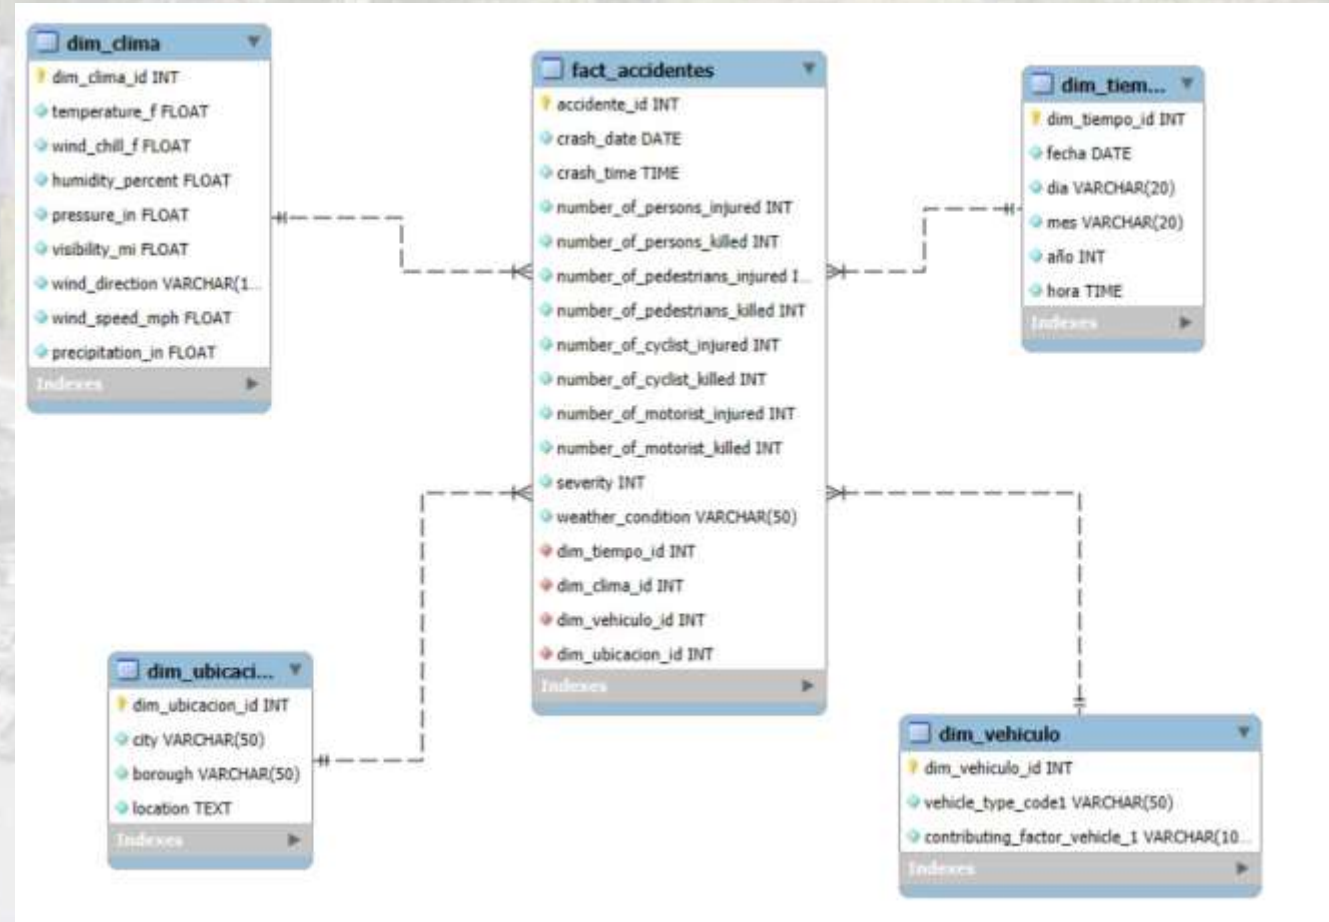 dim_clima
dim_clima_id INT
temperature_f FLOAT
wind_chill_f FLOAT
humidity_percent FLOAT
pressure_in FLOAT
visibility_mi FLOAT
wind_direction VARCHAR(1...
wind_speed_mph FLOAT
precipitation_in FLOAT
Indexes
fact_accidentes
accidente_id INT
crash_date DATE
crash_time TIME
number_of_persons_injured INT
number_of_persons_killed INT
number_of_pedestrians_injured I...
number_of_pedestrians_killed INT
number_of_cyclist_injured INT
number_of_cyclist_killed INT
number_of_motorist_injured INT
number_of_motorist_killed INT
severity INT
weather_condition VARCHAR(50)
dim_tiempo_id INT
dim_clima_id INT
dim_vehiculo_id INT
dim_ubicacion_id INT
Indexes
dim_tiem...
dim_tiempo_id INT
fecha DATE
dia VARCHAR(20)
mes VARCHAR(20)
año INT
hora TIME
Indexes
dim_ubicaci...
dim_ubicacion_id INT
city VARCHAR(50)
borough VARCHAR(50)
location TEXT
Indexes
dim_vehiculo
dim_vehiculo_id INT
vehicle_type_code1 VARCHAR(50)
contributing_factor_vehicle_1 VARCHAR(10...
Indexes